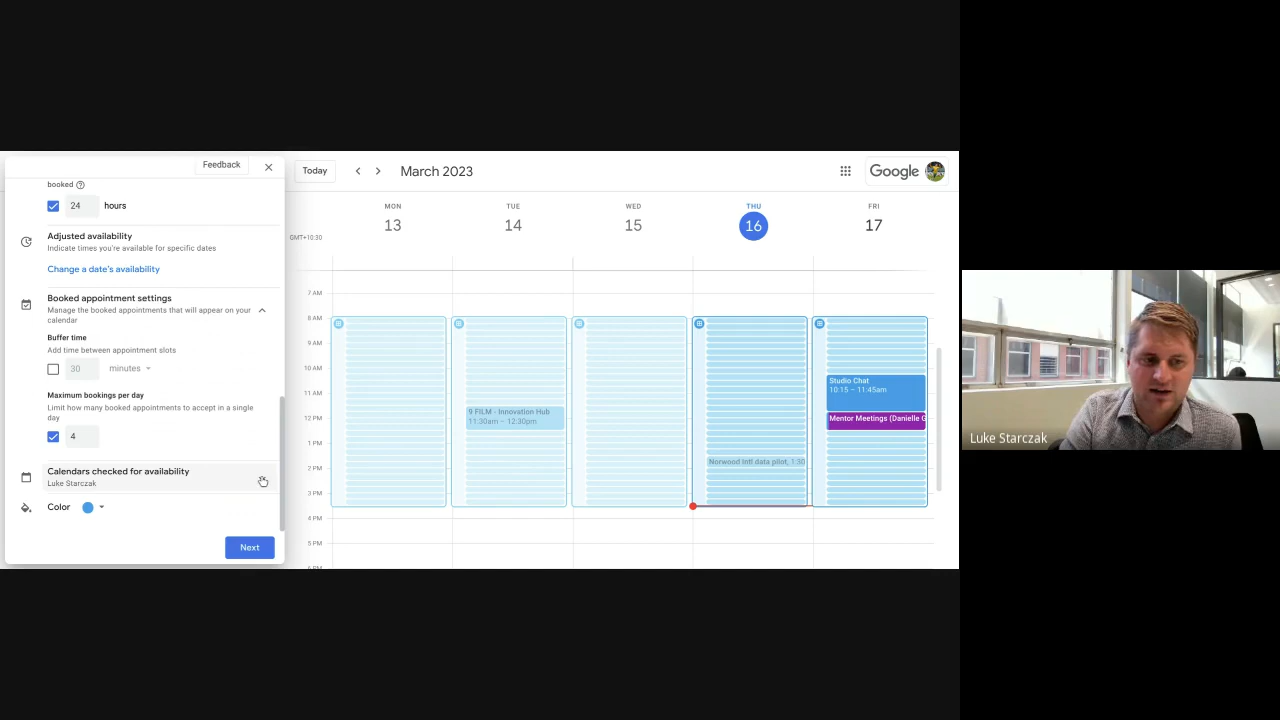 Feedback
booked
24 hours
Adjusted availability
Indicate times you're available for specific dates
Change a date's availability
Booked appointment settings
Manage the booked appointments that will appear on your
calendar
Buffer time
Add time between appointment slots
30 minutes
Maximum bookings per day
Limit how many booked appointments to accept in a single
day
4
Calendars checked for availability
Luke Starczak
Color
Next
Today
March 2023
Google
GMT+10:30
MON
13
TUE
14
WED
15
THU
16
FRI
17
7 AM
8 AM
9 AM
10 AM
11 AM
12 PM
1 PM
2 PM
3 PM
4 PM
5 PM
9 FILM - Innovation Hub
11:30am – 12:30pm
Norwood Intl data pilot, 1:30
Studio Chat
10:15 – 11:45am
Mentor Meetings (Danielle G
Luke Starczak